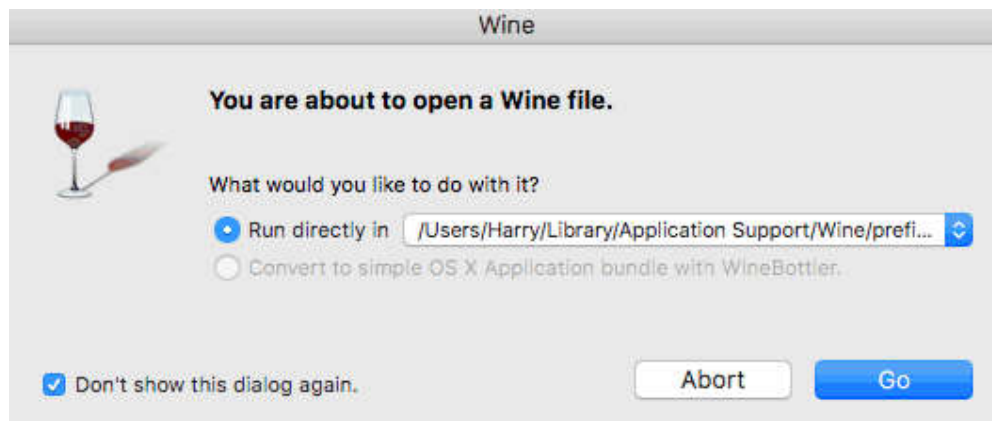 Wine
You are about to open a Wine file.
What would you like to do with it?
Run directly in /Users/Harry/Library/Application Support/Wine/prefi...
Convert to simple OS X Application bundle with WineBottler.
Don't show this dialog again. Abort Go